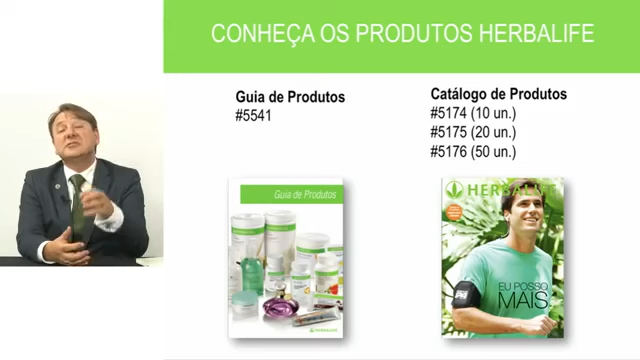 CONHEÇA OS PRODUTOS HERBALIFE
Guia de Produtos
#5541
Catálogo de Produtos
#5174 (10 un.)
#5175 (20 un.)
#5176 (50 un.)
Guia de Produtos
HERBALIFE
HERBALIFE
EU POSSO
MAIS